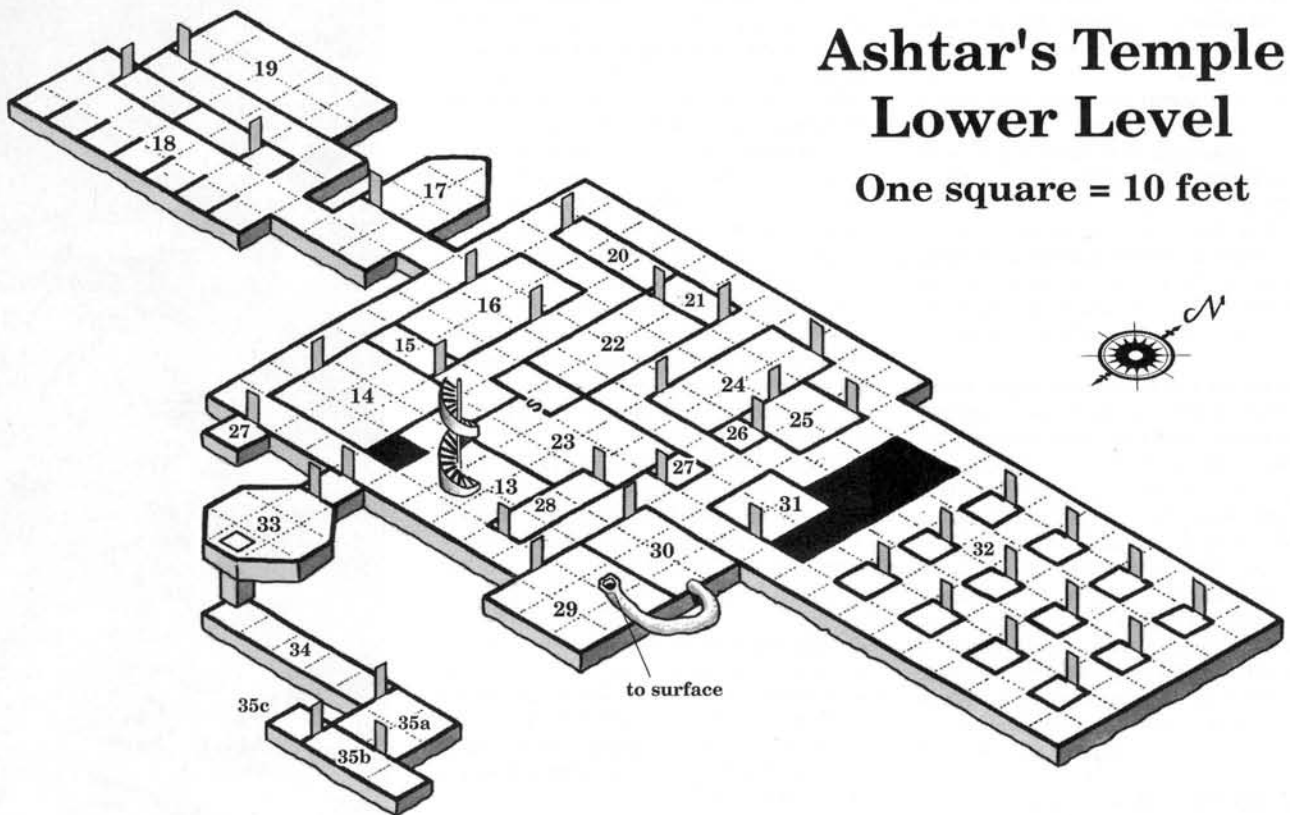 Ashtar's Temple
Lower Level
One square = 10 feet
N
19
18
17
20
16
21
15
22
14
24
25
26
S
23
27
27
13
28
31
33
30
32
29
34
to surface
35c
35a
35b